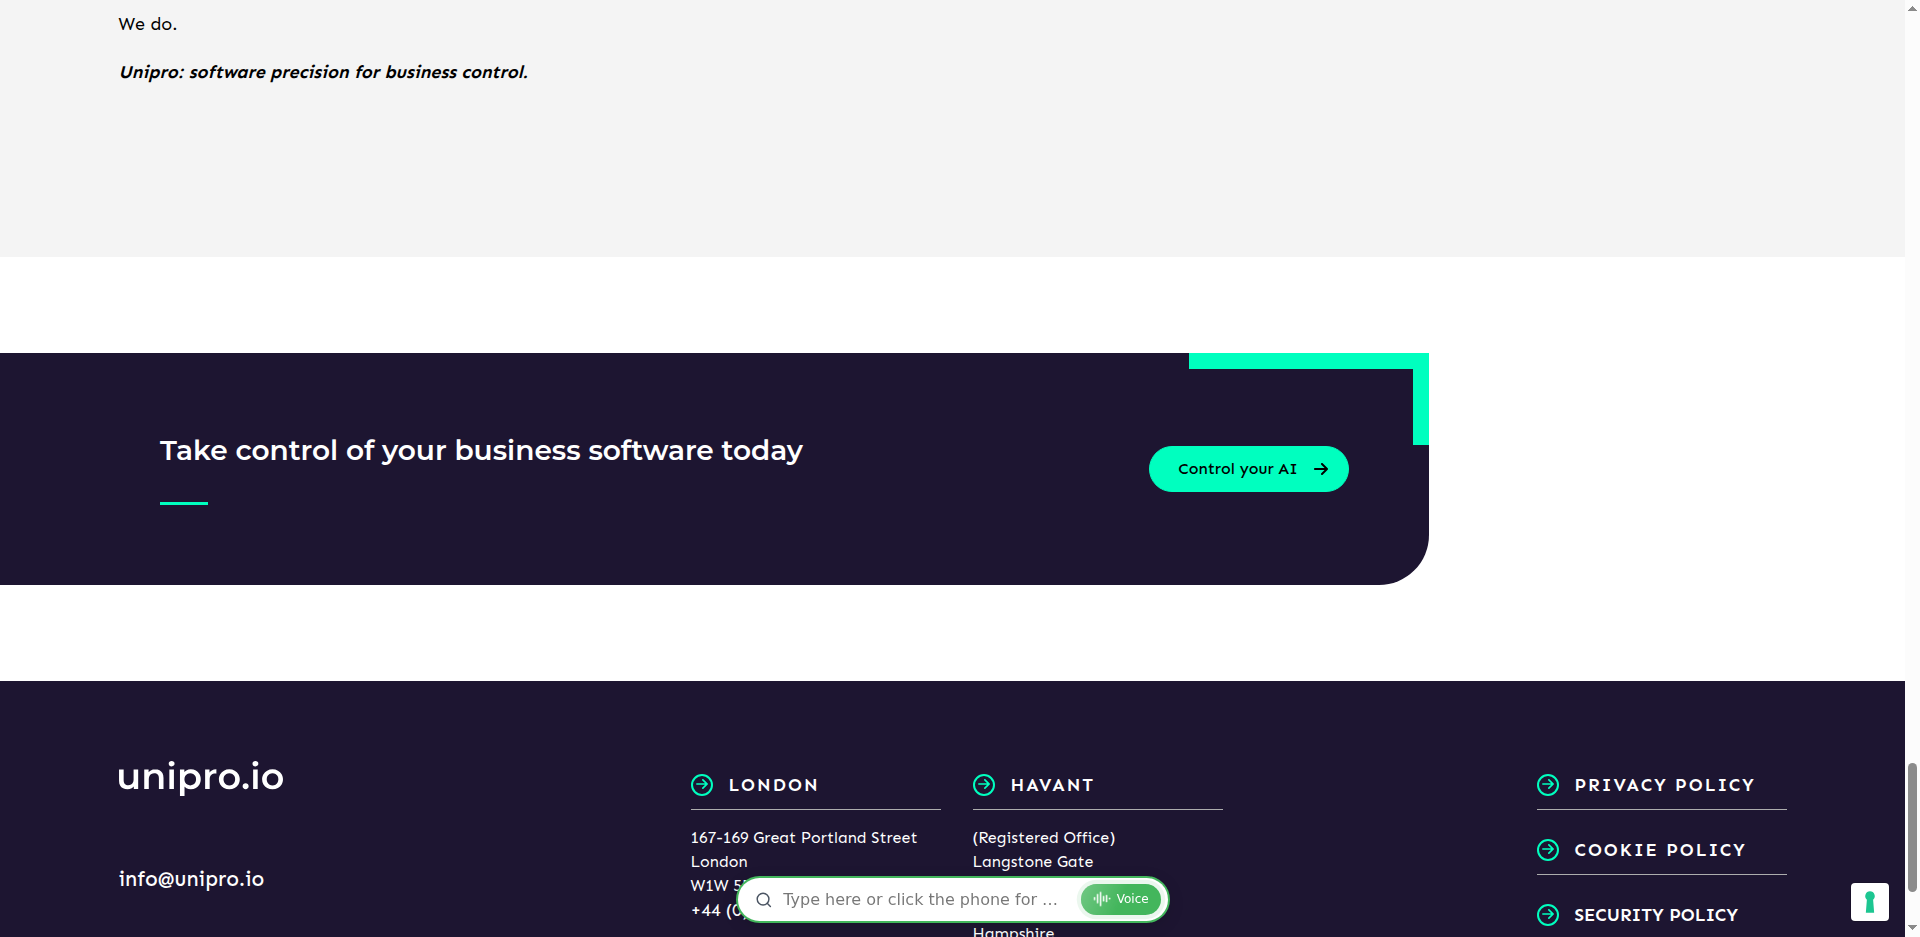 We do.
Unipro: software precision for business control.
Take control of your business software today
Control your AI
unipro.io
info@unipro.io
LONDON
167-169 Great Portland Street
London
W1W
+44
HAVANT
(Registered Office)
Langstone Gate
Hampshire
PRIVACY POLICY
COOKIE POLICY
SECURITY POLICY
Type here or click the phone for ...
Voice